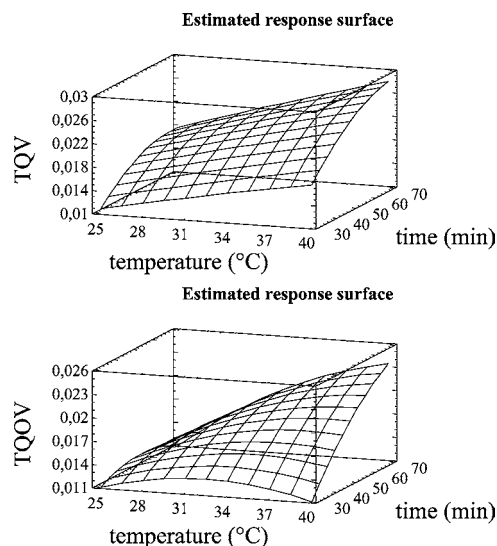 Estimated response surface
0,03
0,026
0,022
0,018
0,014
0,01
TQV
25 28 31 34 37 40
temperature (°C)
30 40 50 60 70
time (min)
Estimated response surface
0,026
0,023
0,02
0,017
0,014
0,011
TQOV
25 28 31 34 37 40
temperature (°C)
30 40 50 60 70
time (min)